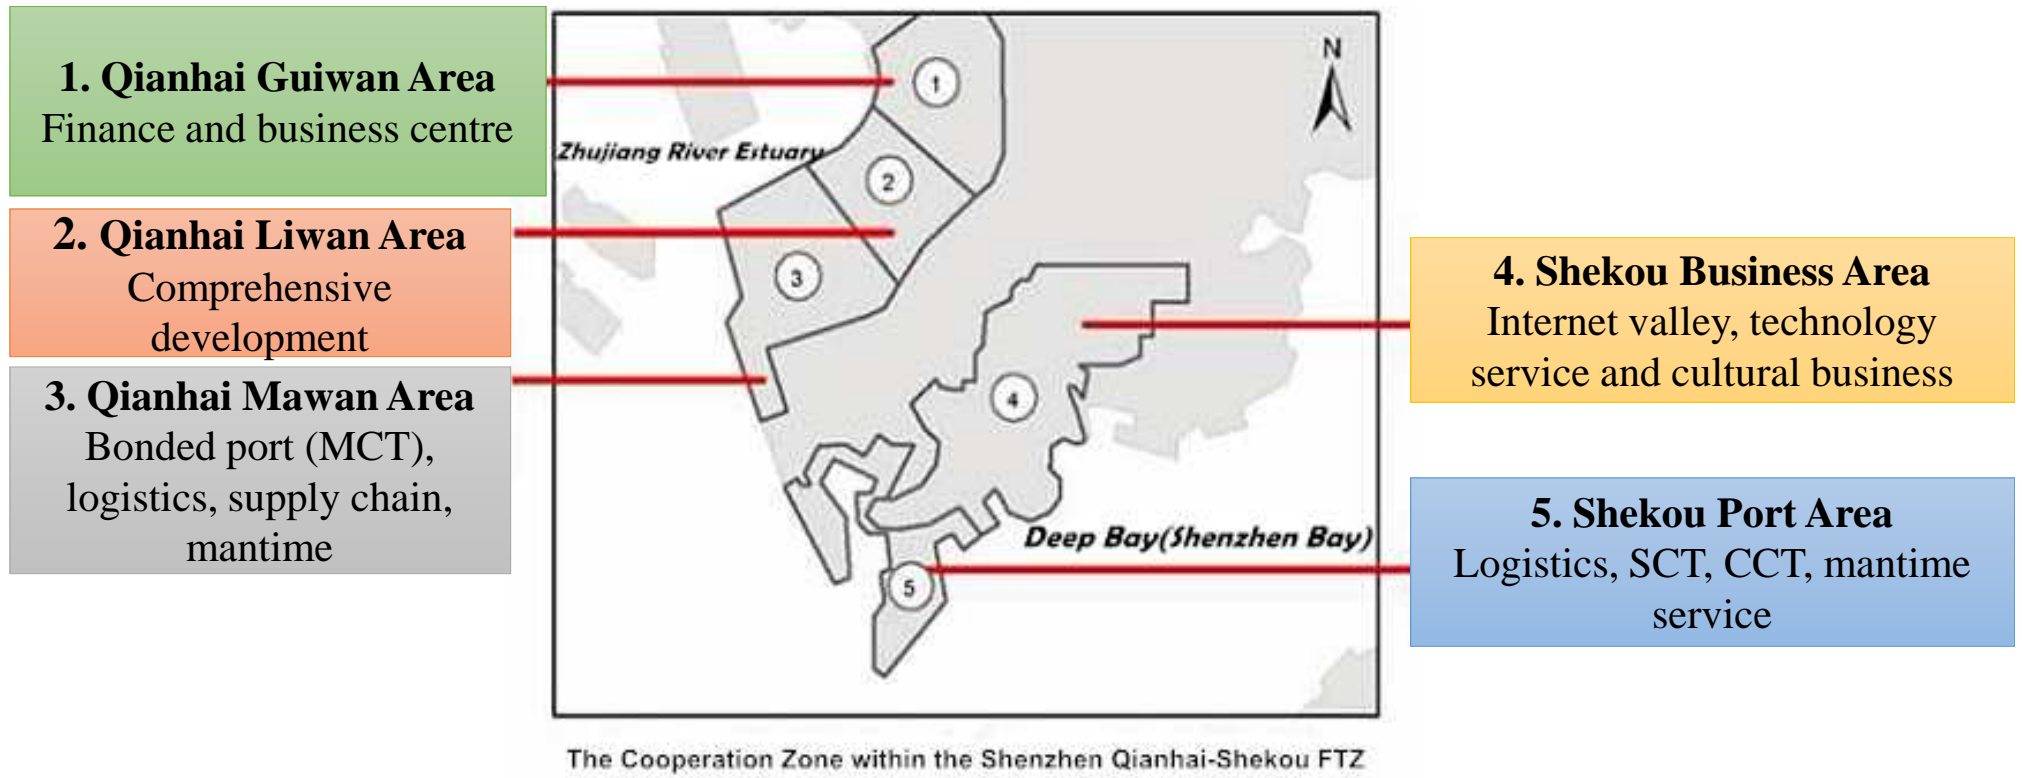 1. Qianhai Guiwan Area
Finance and business centre
2. Qianhai Liwan Area
Comprehensive
development
3. Qianhai Mawan Area
Bonded port (MCT),
logistics, supply chain,
mantime
N
Zhujiang River Estuary
1
2
3
4
5
Deep Bay(Shenzhen Bay)
4. Shekou Business Area
Internet valley, technology
service and cultural business
5. Shekou Port Area
Logistics, SCT, CCT, mantime
service
The Cooperation Zone within the Shenzhen Qianhai-Shekou FTZ